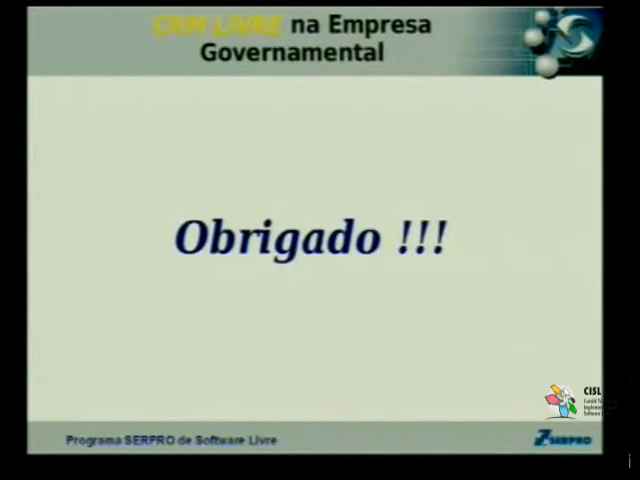 CRM LIVRE na Empresa
Governamental
Obrigado !!!
CISL
Programa SERPRO de Software Livre
SERPRO